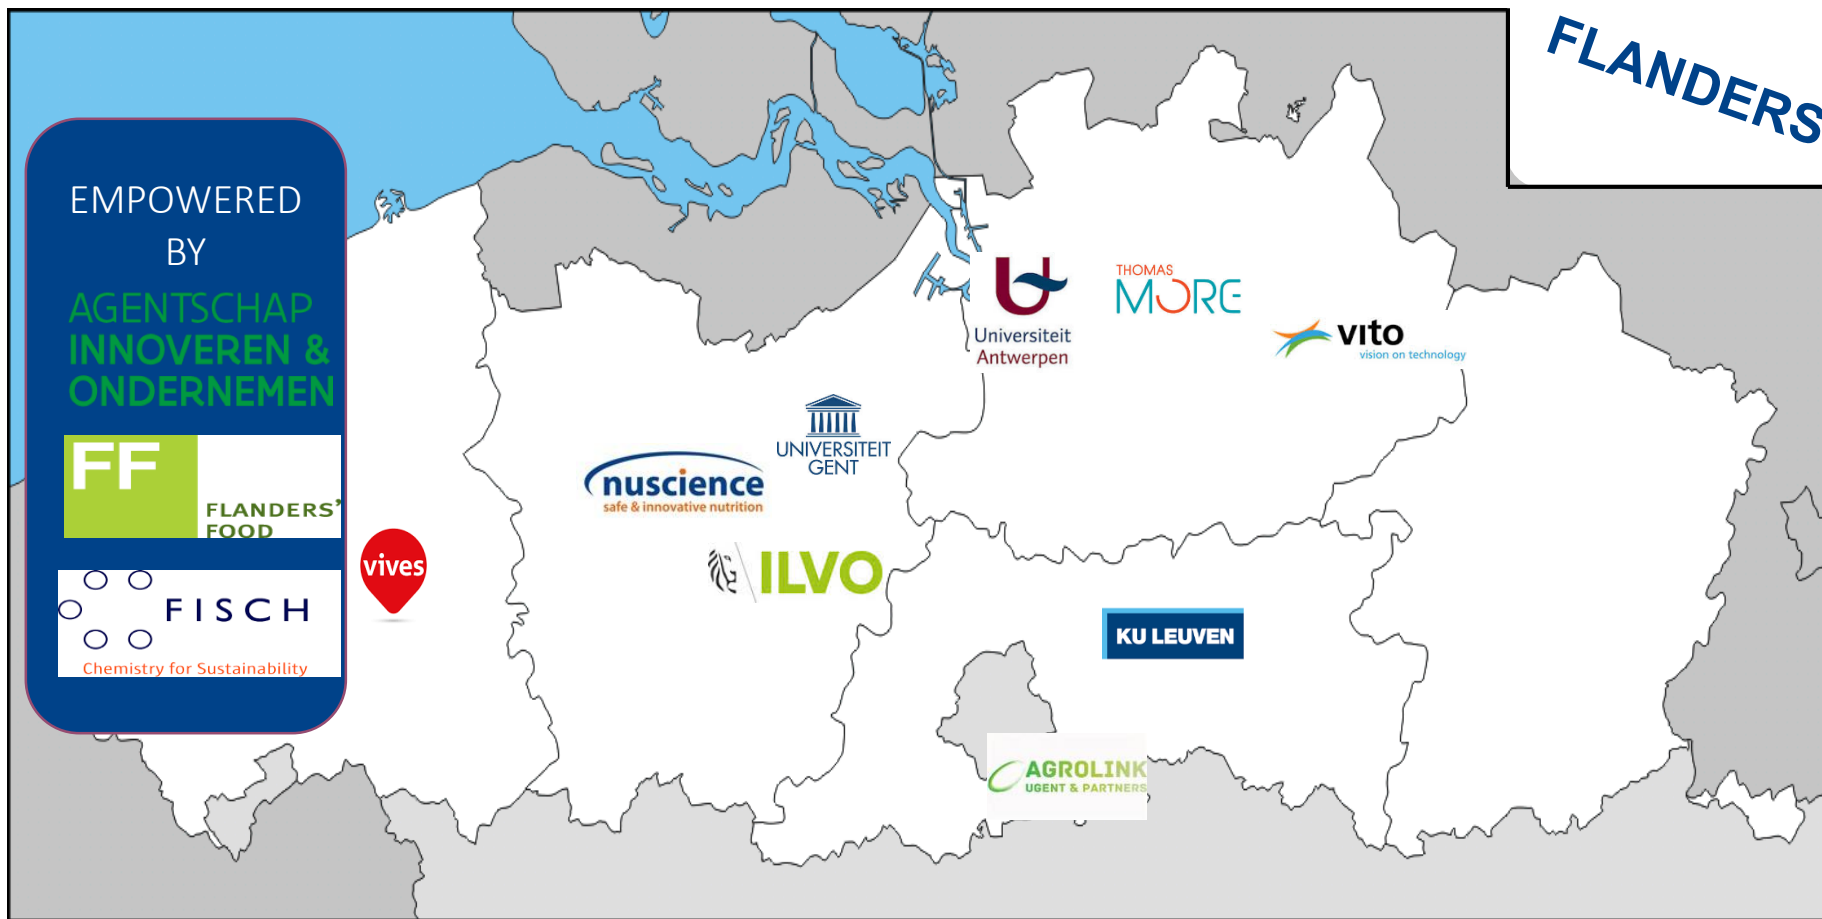 FLANDERS
EMPOWERED
BY
AGENTSCHAP
INNOVEREN &
ONDERNEMEN
FF
FLANDERS'
FOOD
FISCH
Chemistry for Sustainability
vives
nuscience
safe & innovative nutrition
UNIVERSITEIT
GENT
ILVO
Universiteit
Antwerpen
THOMAS
MORE
vito
vision on technology
KU LEUVEN
AGROLINK
UGENT & PARTNERS